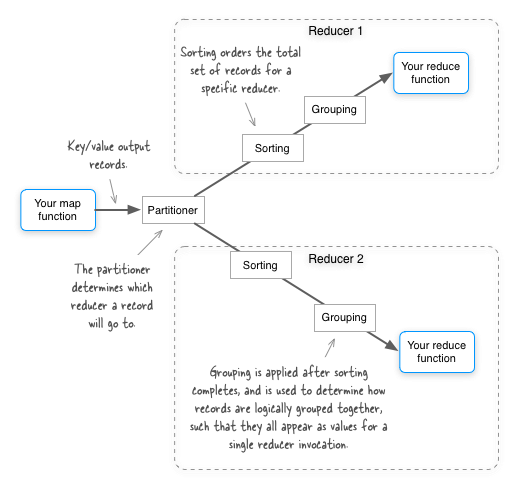 Reducer 1
Sorting orders the total
set of records for a
specific reducer.
Your reduce
function
Grouping
Sorting
Key/value output
records.
Your map
function
Partitioner
The partitioner
determines which
reducer a record
will go to.
Reducer 2
Sorting
Grouping
Your reduce
function
Grouping is applied after sorting
completes, and is used to determine how
records are logically grouped together,
such that they all appear as values for a
single reducer invocation.